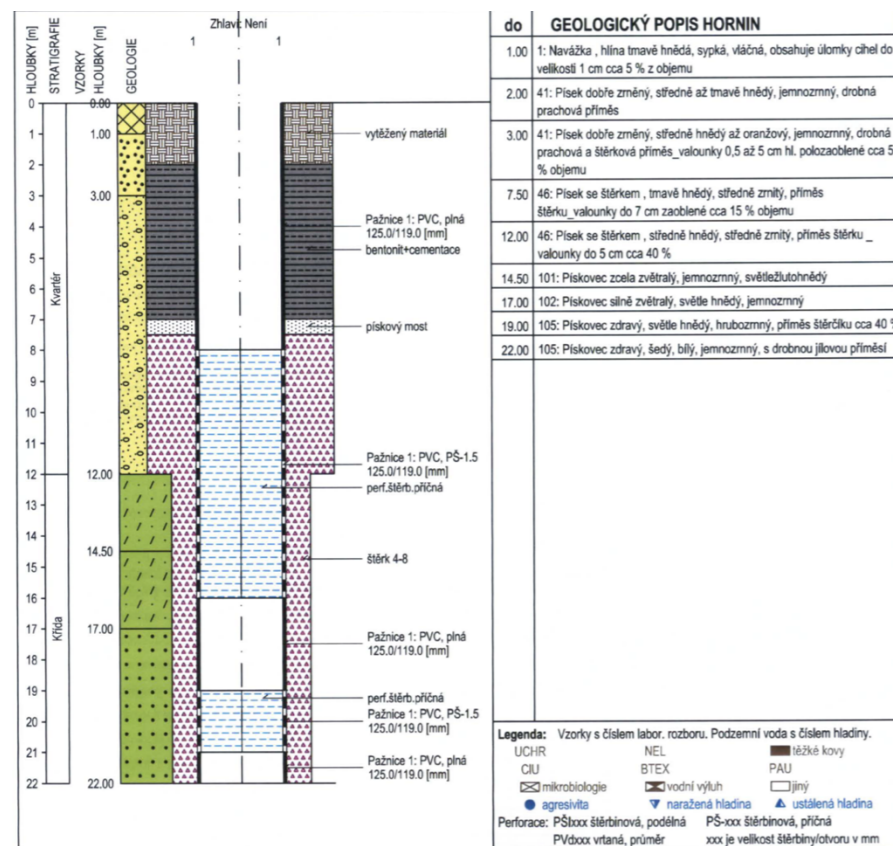 Zhlaví: Není
1 1
HLOUBKY [m]
STRATIGRAFIE
VZORKY
HLOUBKY [m]
GEOLOGIE
0 0.00
1 1.00
2
3 3.00
4
5
6
7
8
9
10
11
12 12.00
13
14
14.50
15
16
17 17.00
18
19
20
21
22 22.00
Kvartér
Křída
vytěžený materiál
Pažnice 1: PVC, plná
125.0/119.0 [mm]
bentonit+cementace
pískový most
Pažnice 1: PVC, PŠ-1.5
125.0/119.0 [mm]
perf.štěrb.příčná
štěrk 4-8
Pažnice 1: PVC, plná
125.0/119.0 [mm]
perf.štěrb.příčná
Pažnice 1: PVC, PŠ-1.5
125.0/119.0 [mm]
Pažnice 1: PVC, plná
125.0/119.0 [mm]
do GEOLOGICKÝ POPIS HORNIN
1.00 1: Navážka , hlína tmavě hnědá, sypká, vláčná, obsahuje úlomky cihel do
velikosti 1 cm cca 5 % z objemu
2.00 41: Písek dobře zrněný, středně až tmavě hnědý, jemnozrnný, drobná
prachová příměs
3.00 41: Písek dobře zrněný, středně hnědý až oranžový, jemnozrnný, drobná
prachová a štěrková příměs_valounky 0,5 až 5 cm hl. polozaoblené cca 5
% objemu
7.50 46: Písek se štěrkem , tmavě hnědý, středně zrnitý, příměs
štěrku_valounky do 7 cm zaoblené cca 15 % objemu
12.00 46: Písek se štěrkem , středně hnědý, středně zrnitý, příměs štěrku _
valounky do 5 cm cca 40 %
14.50 101: Pískovec zcela zvětralý, jemnozrnný, světležlutohnědý
17.00 102: Pískovec silně zvětralý, světle hnědý, jemnozrnný
19.00 105: Pískovec zdravý, světle hnědý, hrubozrnný, příměs štěrčíku cca 40 %
22.00 105: Pískovec zdravý, šedý, bílý, jemnozrnný, s drobnou jílovou příměsí
Legenda: Vzorky s číslem labor. rozboru. Podzemní voda s číslem hladiny.
UCHR NEL těžké kovy
CIU BTEX PAU
mikrobiologie vodní výluh jiný
agresivita naražená hladina ustálená hladina
Perforace: PŠlxxx štěrbinová, podélná PŠ-xxx štěrbinová, příčná
PVdxxx vrtaná, průměr xxx je velikost štěrbiny/otvoru v mm